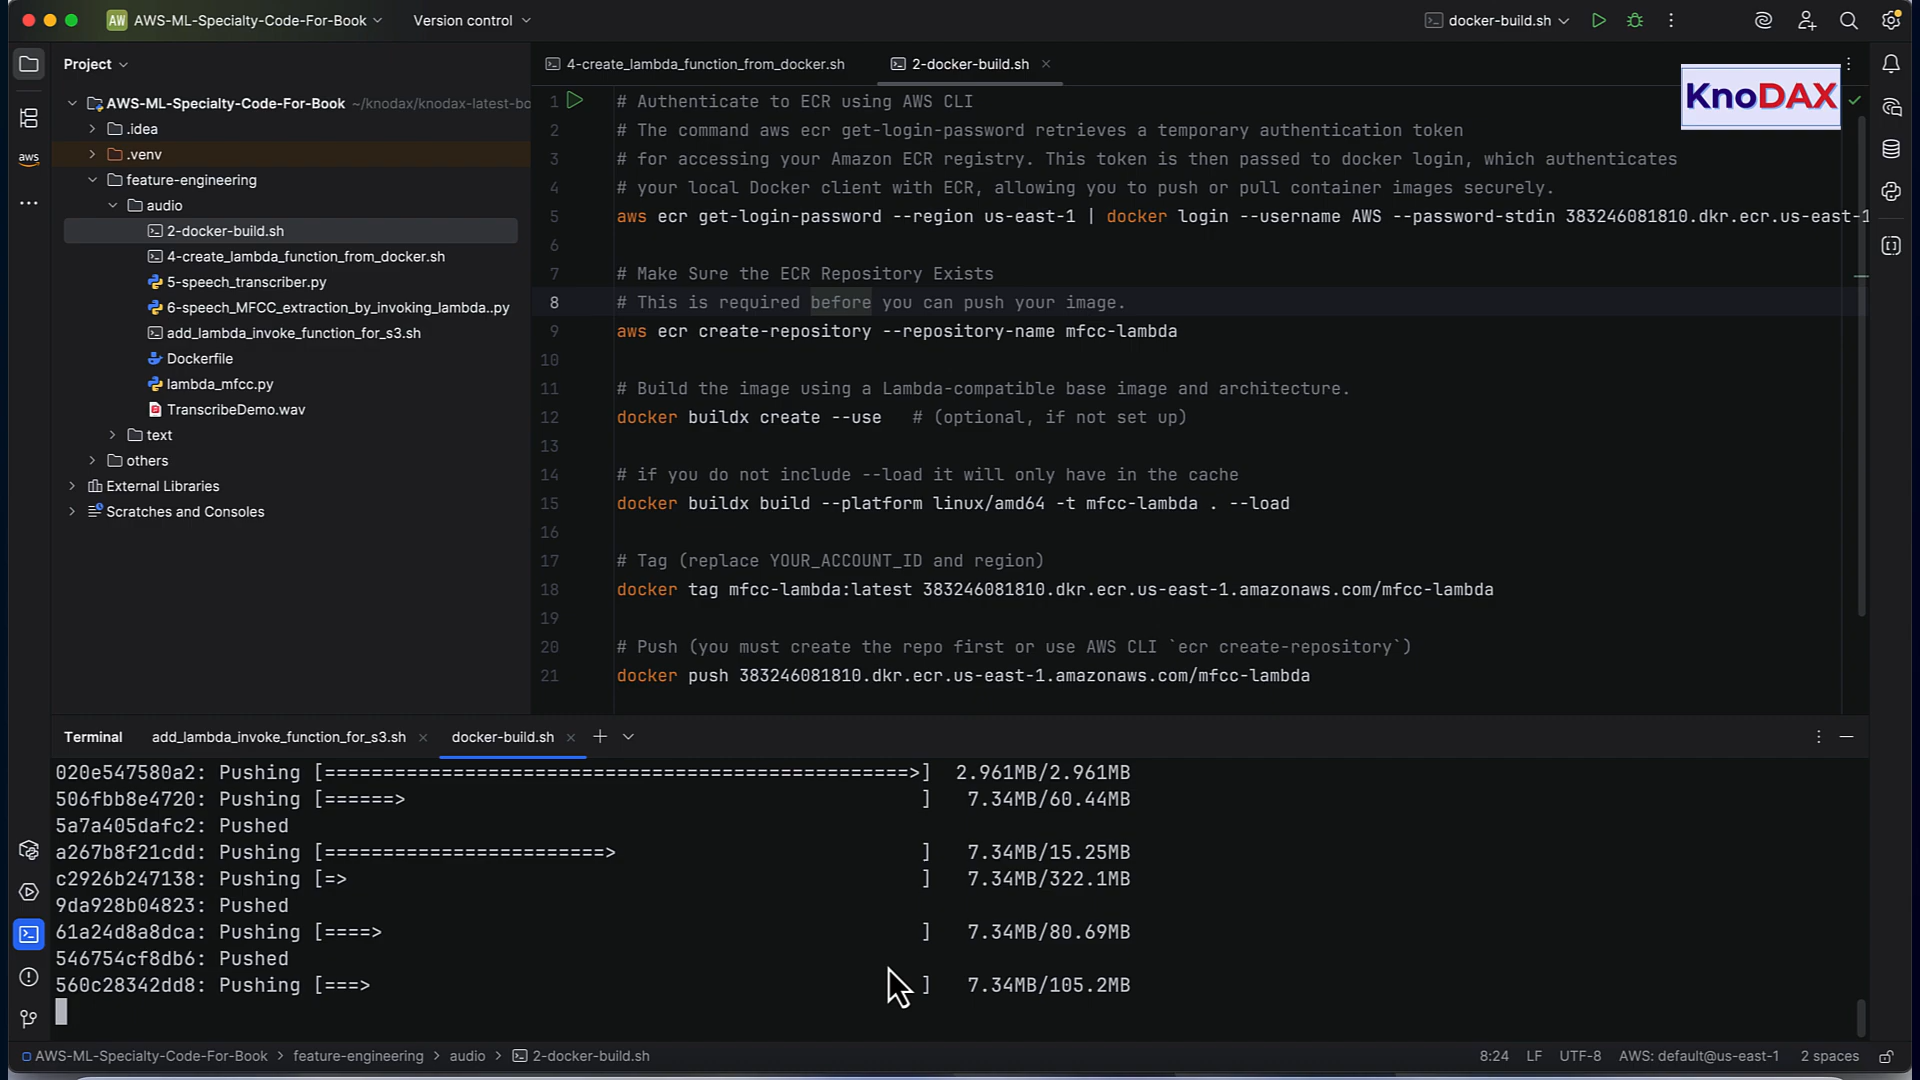 AW AWS-ML-Specialty-Code-For-Book Version control docker-build.sh
Project
4-create_lambda_function_from_docker.sh 2-docker-build.sh
KnoDAX
AWS-ML-Specialty-Code-For-Book ~/knodax/knodax-latest-bo
.idea
.venv
feature-engineering
audio
2-docker-build.sh
4-create_lambda_function_from_docker.sh
5-speech_transcriber.py
6-speech_MFCC_extraction_by_invoking_lambda..py
add_lambda_invoke_function_for_s3.sh
Dockerfile
lambda_mfcc.py
TranscribeDemo.wav
text
others
External Libraries
Scratches and Consoles
aws
1 # Authenticate to ECR using AWS CLI
2 # The command aws ecr get-login-password retrieves a temporary authentication token
3 # for accessing your Amazon ECR registry. This token is then passed to docker login, which authenticates
4 # your local Docker client with ECR, allowing you to push or pull container images securely.
5 aws ecr get-login-password --region us-east-1 | docker login --username AWS --password-stdin 383246081810.dkr.ecr.us-east-1
6
7 # Make Sure the ECR Repository Exists
8 # This is required before you can push your image.
9 aws ecr create-repository --repository-name mfcc-lambda
10
11 # Build the image using a Lambda-compatible base image and architecture.
12 docker buildx create --use # (optional, if not set up)
13
14 # if you do not include --load it will only have in the cache
15 docker buildx build --platform linux/amd64 -t mfcc-lambda . --load
16
17 # Tag (replace YOUR_ACCOUNT_ID and region)
18 docker tag mfcc-lambda:latest 383246081810.dkr.ecr.us-east-1.amazonaws.com/mfcc-lambda
19
20 # Push (you must create the repo first or use AWS CLI `ecr create-repository`)
21 docker push 383246081810.dkr.ecr.us-east-1.amazonaws.com/mfcc-lambda
Terminal add_lambda_invoke_function_for_s3.sh docker-build.sh
020e547580a2: Pushing [==================================================>] 2.961MB/2.961MB
506fbb8e4720: Pushing [======> ] 7.34MB/60.44MB
5a7a405dafc2: Pushed
a267b8f21cdd: Pushing [========================> ] 7.34MB/15.25MB
c2926b247138: Pushing [=> ] 7.34MB/322.1MB
9da928b04823: Pushed
61a24d8a8dca: Pushing [====> ] 7.34MB/80.69MB
546754cf8db6: Pushed
560c28342dd8: Pushing [===> ] 7.34MB/105.2MB
AWS-ML-Specialty-Code-For-Book > feature-engineering > audio > 2-docker-build.sh 8:24 LF UTF-8 AWS: default@us-east-1 2 spaces